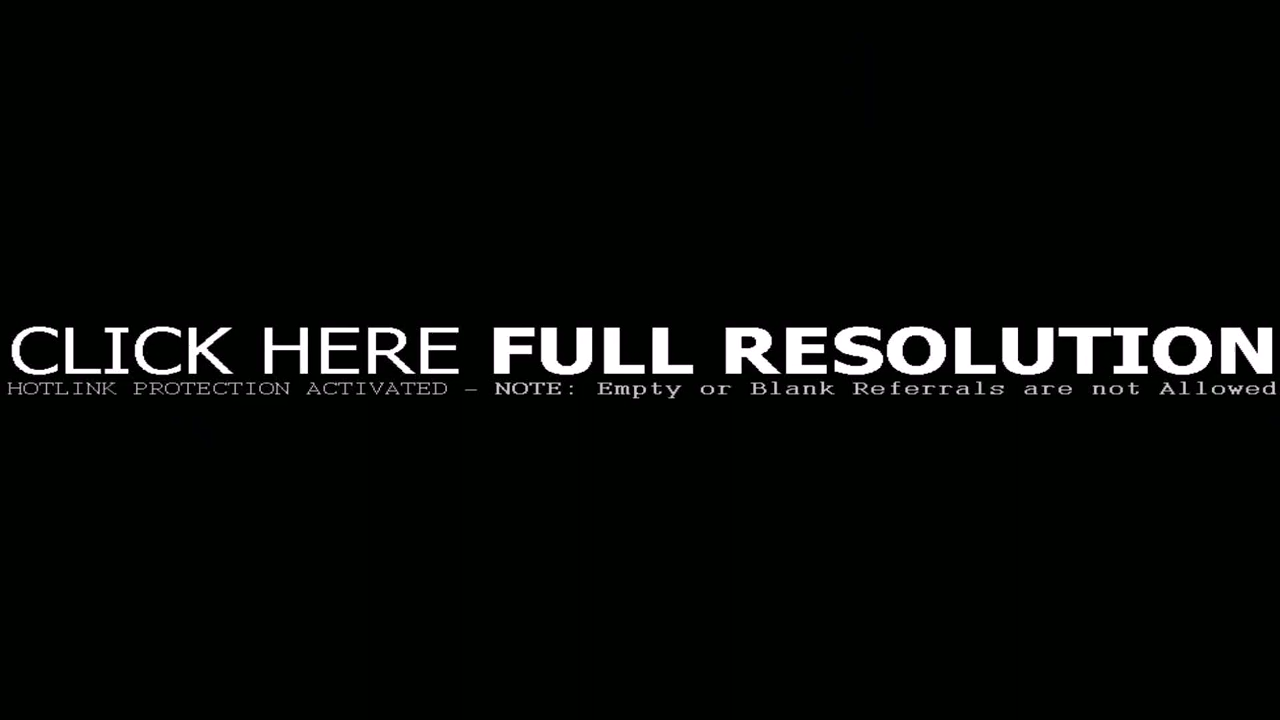 CLICK HERE FULL RESOLUTION
HOTLINK PROTECTION ACTIVATED - NOTE: Empty or Blank Referrals are not Allowed